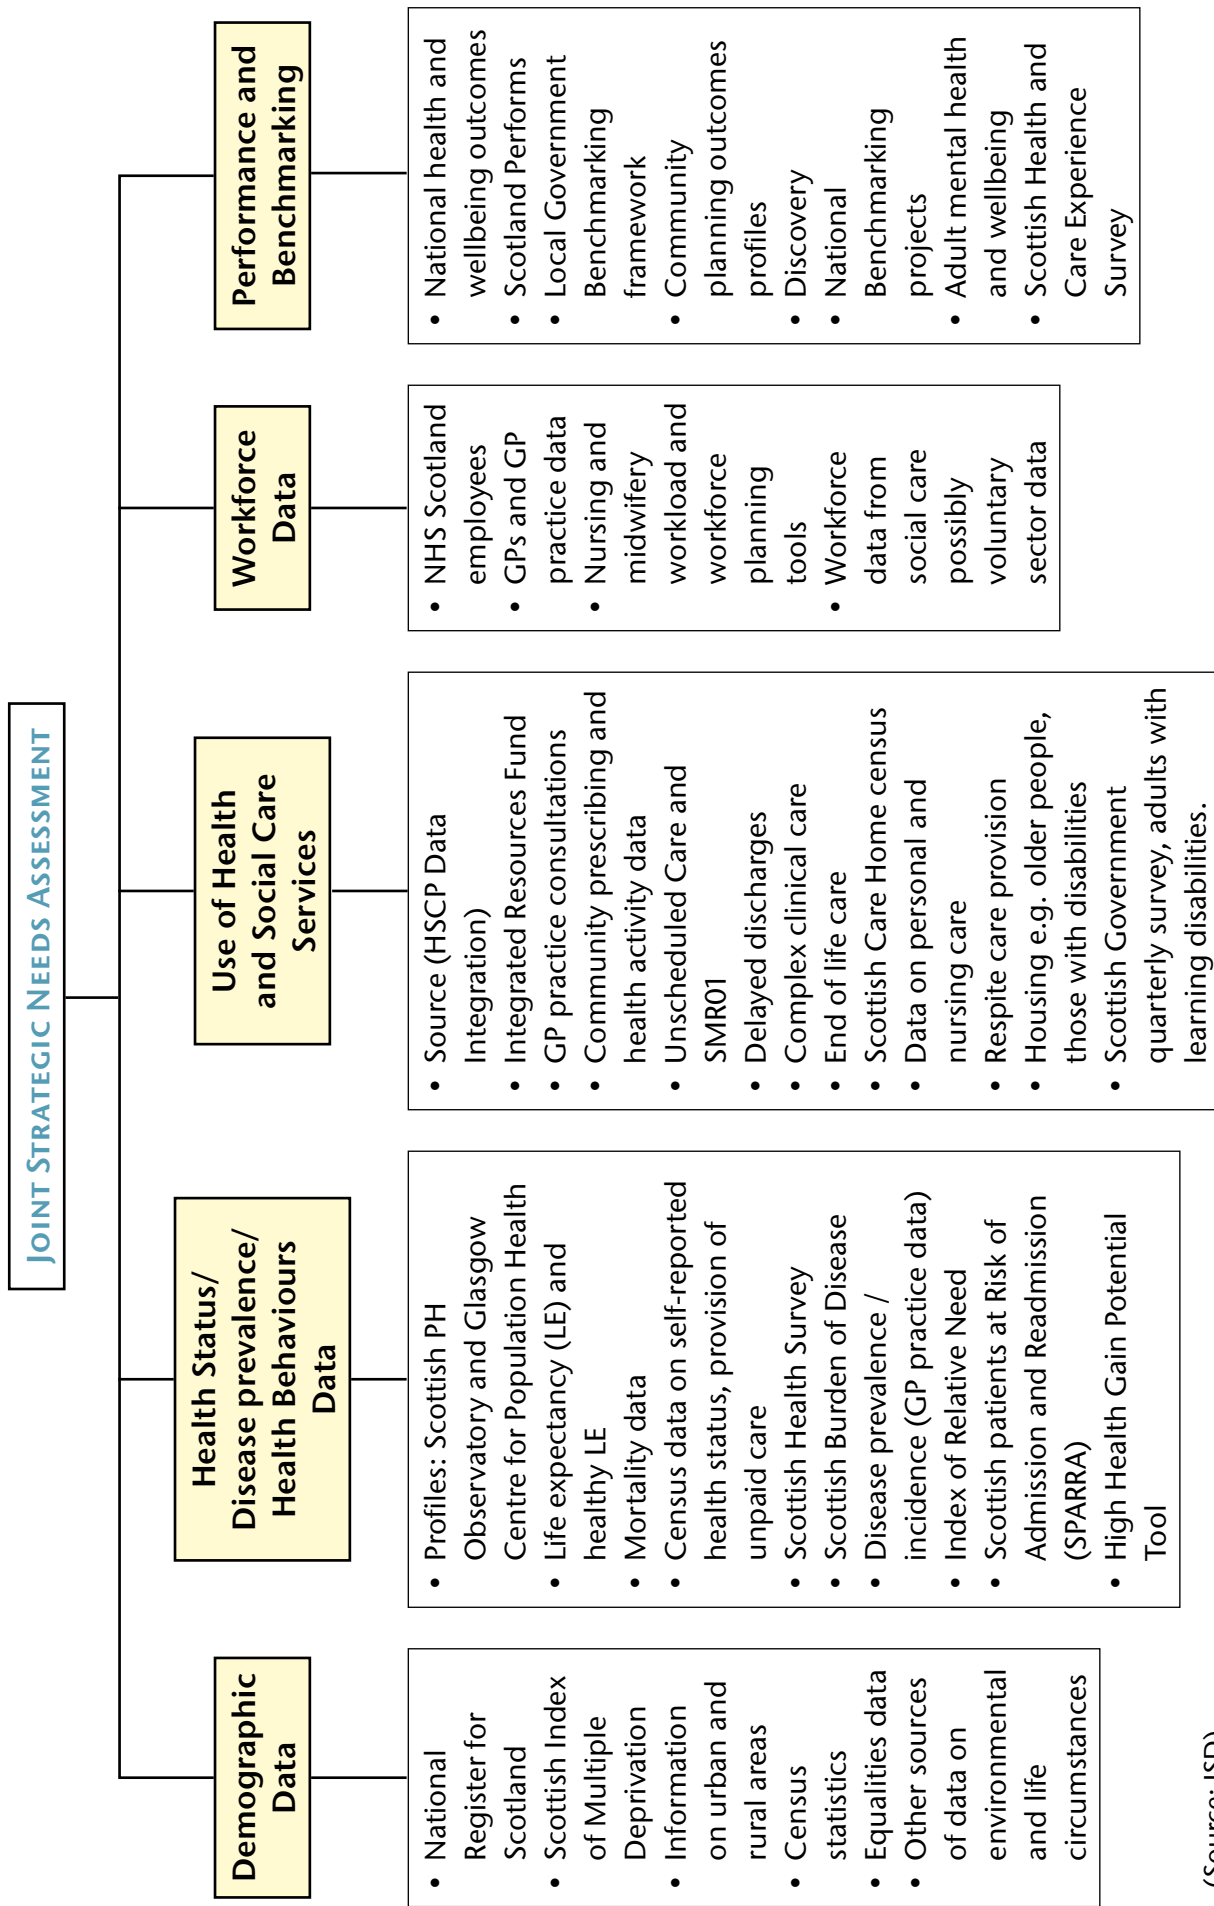 JOINT STRATEGIC NEEDS ASSESSMENT
Demographic
Data
• National
Register for
Scotland
• Scottish Index
of Multiple
Deprivation
• Information
on urban and
rural areas
• Census
statistics
• Equalities data
• Other sources
of data on
environmental
and life
circumstances
Health Status/
Disease prevalence/
Health Behaviours
Data
• Profiles: Scottish PH
Observatory and Glasgow
Centre for Population Health
• Life expectancy (LE) and
healthy LE
• Mortality data
• Census data on self-reported
health status, provision of
unpaid care
• Scottish Health Survey
• Scottish Burden of Disease
• Disease prevalence /
incidence (GP practice data)
• Index of Relative Need
• Scottish patients at Risk of
Admission and Readmission
(SPARRA)
• High Health Gain Potential
Tool
Use of Health
and Social Care
Services
• Source (HSCP Data
Integration)
• Integrated Resources Fund
• GP practice consultations
• Community prescribing and
health activity data
• Unscheduled Care and
SMR01
• Delayed discharges
• Complex clinical care
• End of life care
• Scottish Care Home census
• Data on personal and
nursing care
• Respite care provision
• Housing e.g. older people,
those with disabilities
• Scottish Government
quarterly survey, adults with
learning disabilities.
Workforce
Data
• NHS Scotland
employees
• GPs and GP
practice data
• Nursing and
midwifery
workload and
workforce
planning
tools
• Workforce
data from
social care
possibly
voluntary
sector data
Performance and
Benchmarking
• National health and
wellbeing outcomes
• Scotland Performs
• Local Government
Benchmarking
framework
• Community
planning outcomes
profiles
• Discovery
• National
Benchmarking
projects
• Adult mental health
and wellbeing
• Scottish Health and
Care Experience
Survey
(Source: ISD)